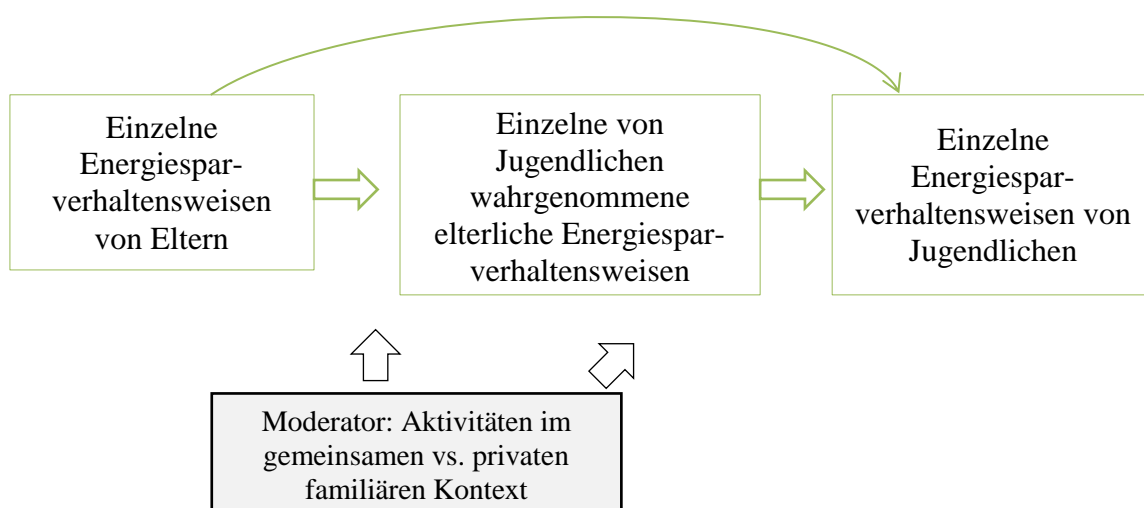 Einzelne
Energiespar-
verhaltensweisen
von Eltern
Einzelne von
Jugendlichen
wahrgenommene
elterliche Energiespar-
verhaltensweisen
Einzelne
Energiespar-
verhaltensweisen von
Jugendlichen
Moderator: Aktivitäten im
gemeinsamen vs. privaten
familiären Kontext